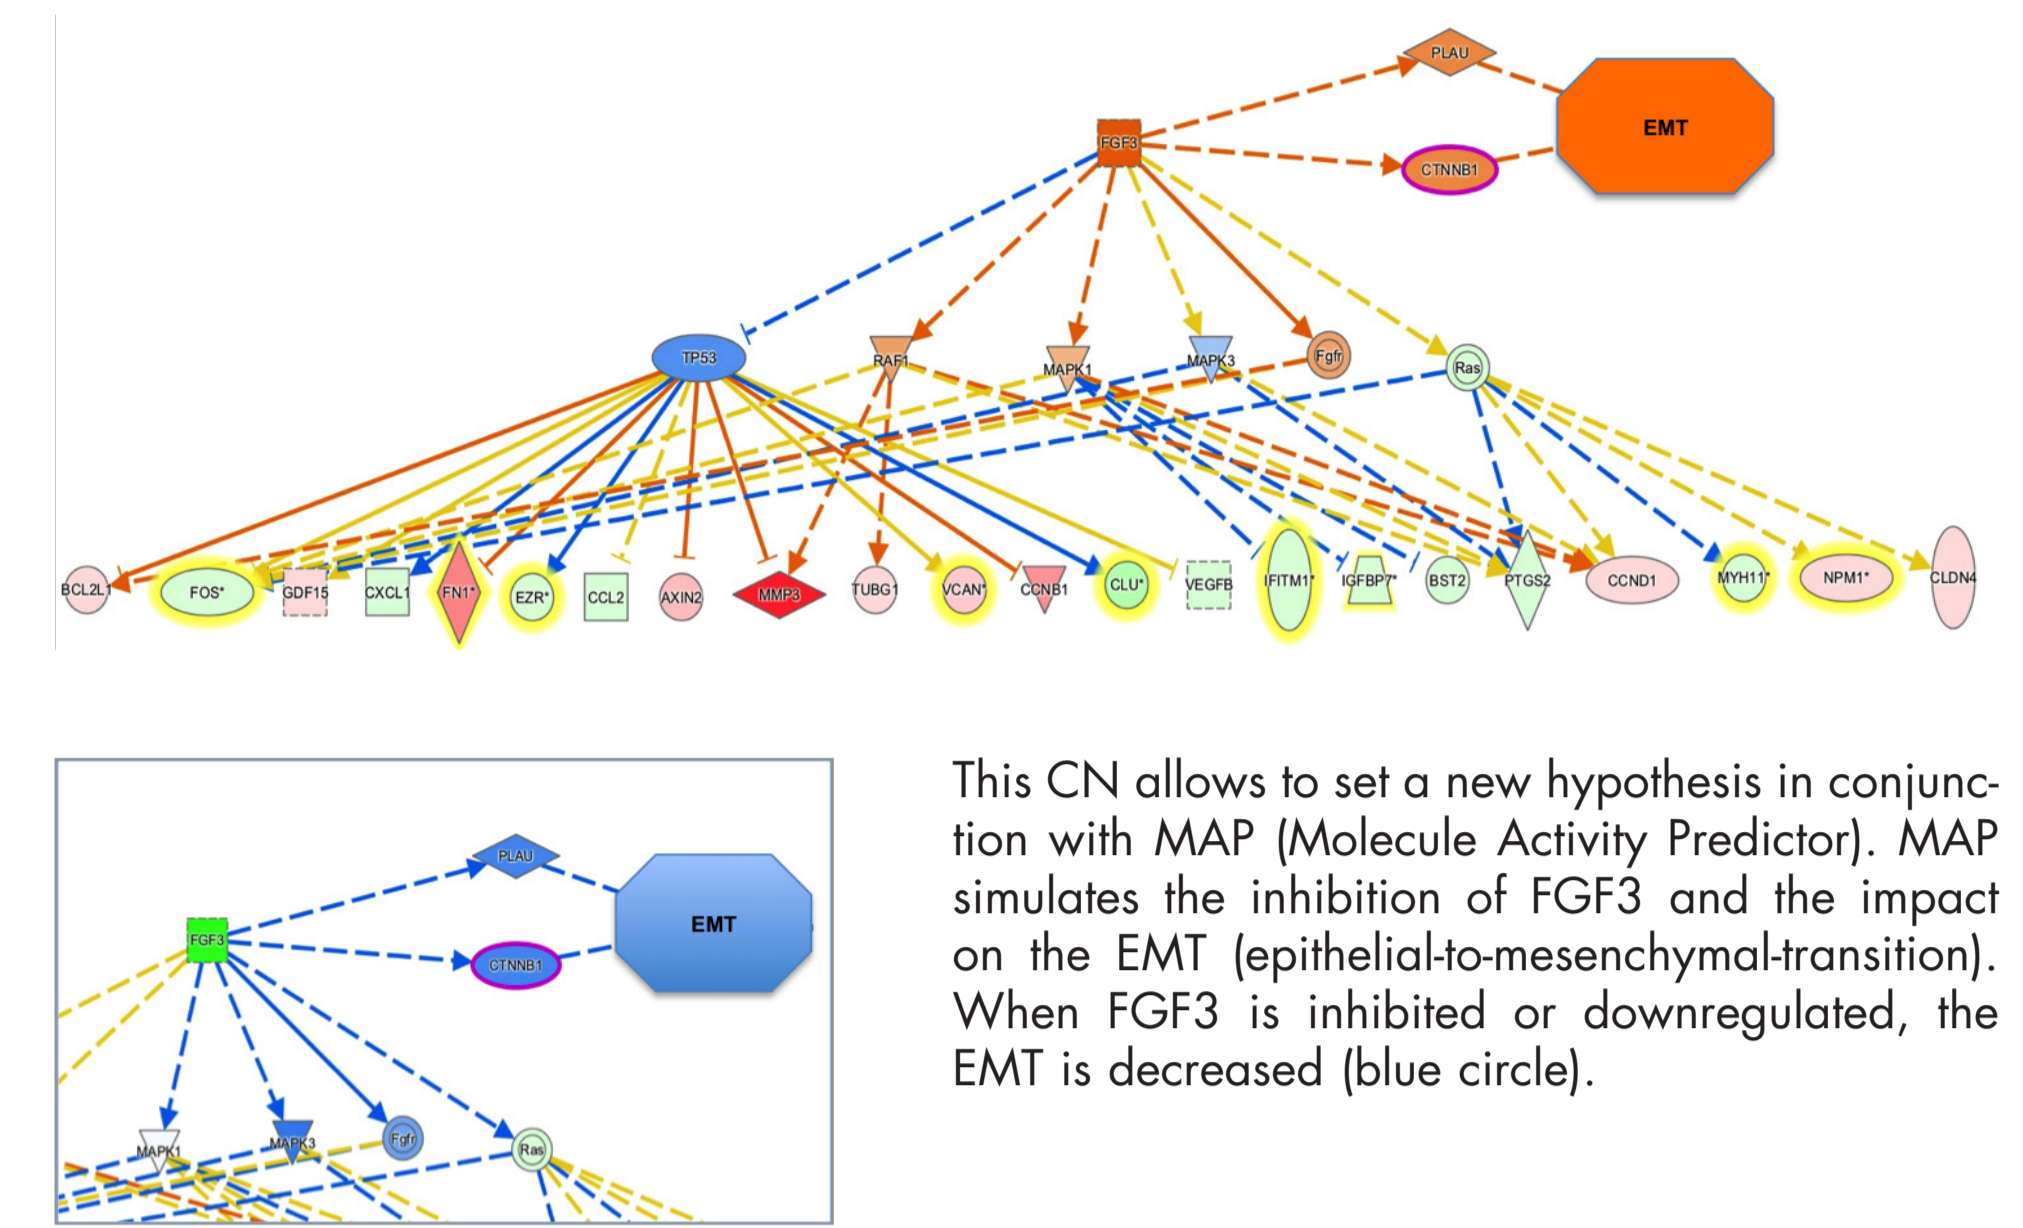 PLAU
EMT
FGF3
CTNNB1
TP53
RAF1
MAPK1
MAPK3
Fgfr
Ras
BCL2L1
FOS*
GDF15
CXCL1
FN1*
EZR*
CCL2
AXIN2
MMP3
TUBG1
VCAN*
CCNB1
CLU*
VEGFB
IFITM1*
IGFBP7*
BST2
PTGS2
CCND1
MYH11*
NPM1*
CLDN4
PLAU
EMT
FGF3
CTNNB1
MAPK1
MAPK3
Fgfr
Ras
This CN allows to set a new hypothesis in conjunc-
tion with MAP (Molecule Activity Predictor). MAP
simulates the inhibition of FGF3 and the impact
on the EMT (epithelial-to-mesenchymal-transition).
When FGF3 is inhibited or downregulated, the
EMT is decreased (blue circle).